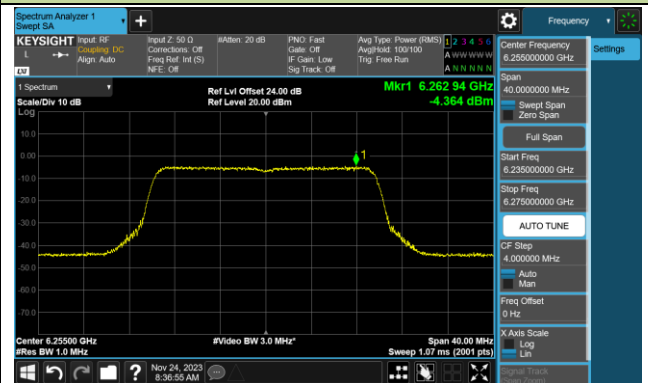 Spectrum Analyzer 1
Swept SA
+
Frequency
KEYSIGHT
L
LXI
Input: RF
Coupling: DC
Align: Auto
Input Z: 50 Ω
Corrections: Off
Freq Ref: Int (S)
NFE: Off
#Atten: 20 dB
PNO: Fast
Gate: Off
IF Gain: Low
Sig Track: Off
Avg Type: Power (RMS)
Avg|Hold: 100/100
Trig: Free Run
1 2 3 4 5 6
A W W W W W
A N N N N N
1 Spectrum
Scale/Div 10 dB
Log
Ref Lvl Offset 24.00 dB
Ref Level 20.00 dBm
Mkr1 6.262 94 GHz
-4.364 dBm
10.0
0.00
-10.0
-20.0
-30.0
-40.0
-50.0
-60.0
-70.0
1
Center 6.25500 GHz
#Res BW 1.0 MHz
#Video BW 3.0 MHz*
Span 40.00 MHz
Sweep 1.07 ms (2001 pts)
Center Frequency
6.255000000 GHz
Span
40.0000000 MHz
Swept Span
Zero Span
Full Span
Start Freq
6.235000000 GHz
Stop Freq
6.275000000 GHz
AUTO TUNE
CF Step
4.000000 MHz
Auto
Man
Freq Offset
0 Hz
X Axis Scale
Log
Lin
Signal Track
(Span Zoom)
Settings
?
Nov 24, 2023
8:36:55 AM